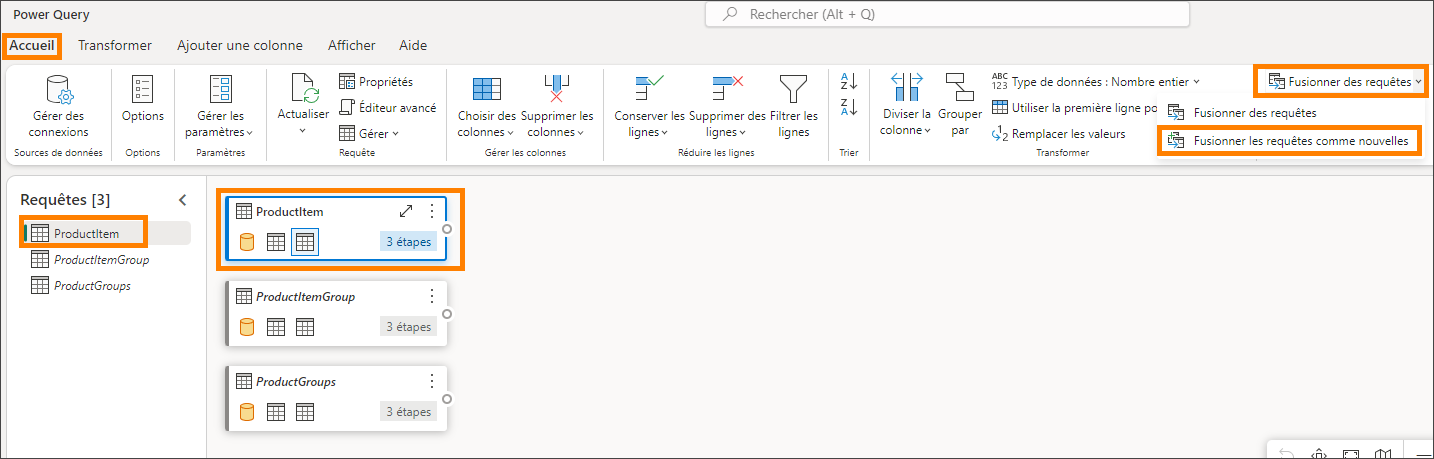 Power Query
Rechercher (Alt + Q)
Accueil
Transformer
Ajouter une colonne
Afficher
Aide
Gérer des
connexions
Sources de données
Options
Options
Gérer les
paramètres
Paramètres
Actualiser
Propriétés
Éditeur avancé
Gérer
Requête
Choisir des
colonnes
Supprimer les
colonnes
Gérer les colonnes
Conserver les
lignes
Supprimer des
lignes
Filtrer les
lignes
Réduire les lignes
A
Z
Z
A
Trier
Diviser la
colonne
Grouper
par
ABC
123
Type de données : Nombre entier
Utiliser la première ligne po
1
2
Remplacer les valeurs
Transformer
Fusionner des requêtes
Fusionner des requêtes
Fusionner les requêtes comme nouvelles
Requêtes [3]
ProductItem
ProductItemGroup
ProductGroups
ProductItem
3 étapes
ProductItemGroup
3 étapes
ProductGroups
3 étapes